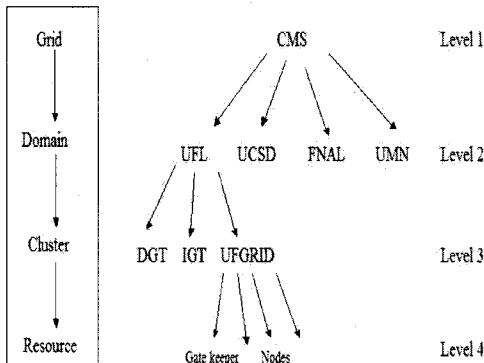 Grid CMS Level 1
Domain UFL UCSD FNAL UMN Level 2
Cluster DGT IGT UFGRID Level 3
Resource Gate keeper Nodes Level 4